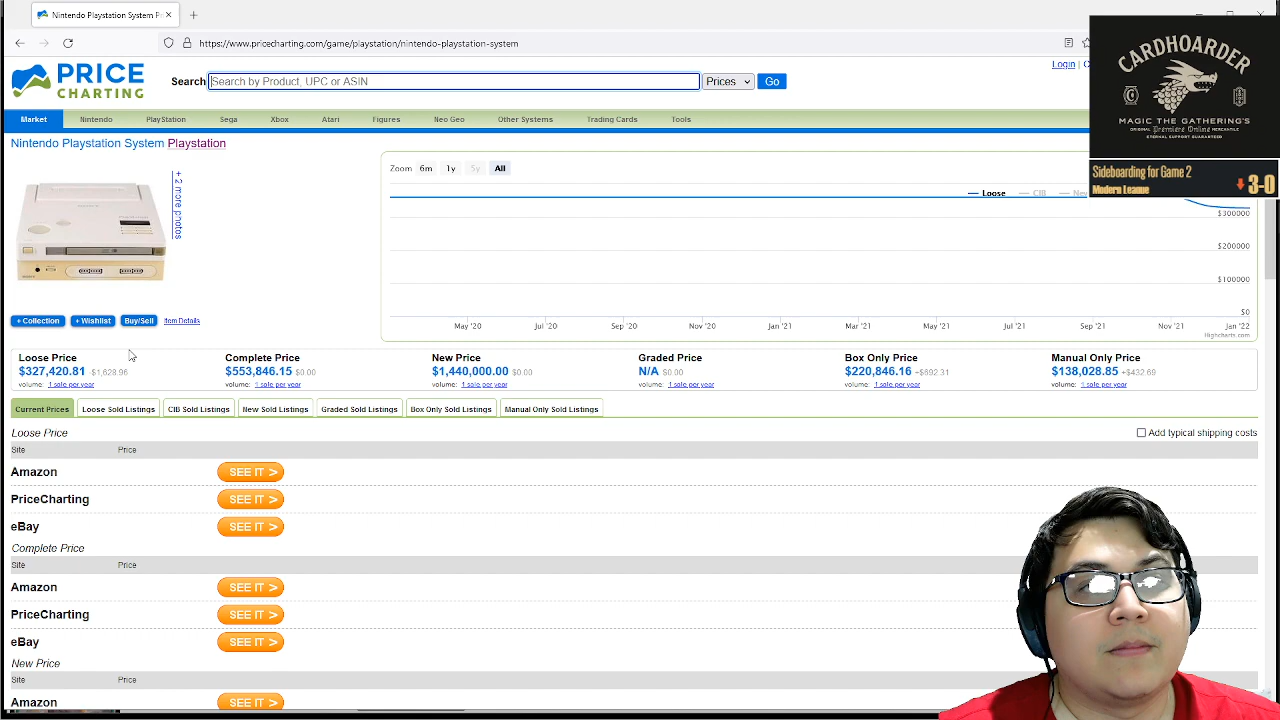 Nintendo Playstation System Pr
https://www.pricecharting.com/game/playstation/nintendo-playstation-system
PRICE
CHARTING
Search
Search by Product, UPC or ASIN
Prices
Go
Login
Market
Nintendo
PlayStation
Sega
Xbox
Atari
Figures
Neo Geo
Other Systems
Trading Cards
Tools
CARDHOARDER
MAGIC THE GATHERING'S
ORIGINAL Premiere Online MERCANTILE
ETERNAL SUPPORT GUARANTEED
Sideboarding for Game 2
Modern League
3-0
Nintendo Playstation System Playstation
+ 2 more photos
Zoom 6m 1y 5y All
Loose CIB
$300000
$200000
$100000
$0
May '20 Jul '20 Sep '20 Nov '20 Jan '21 Mar '21 May '21 Jul '21 Sep '21 Nov '21 Jan '22
Highcharts.com
+ Collection + Wishlist Buy/Sell Item Details
Loose Price Complete Price New Price Graded Price Box Only Price Manual Only Price
$327,420.81 -$1,628.96 $553,846.15 $0.00 $1,440,000.00 $0.00 N/A $0.00 $220,846.16 +$692.31 $138,028.85 +$432.69
volume: 1 sale per year volume: 1 sale per year volume: 1 sale per year volume: 1 sale per year volume: 1 sale per year volume: 1 sale per year
Current Prices Loose Sold Listings CIB Sold Listings New Sold Listings Graded Sold Listings Box Only Sold Listings Manual Only Sold Listings
Loose Price
Add typical shipping costs
Site Price
Amazon SEE IT >
PriceCharting SEE IT >
eBay SEE IT >
Complete Price
Site Price
Amazon SEE IT >
PriceCharting SEE IT >
eBay SEE IT >
New Price
Site Price
Amazon SEE IT >